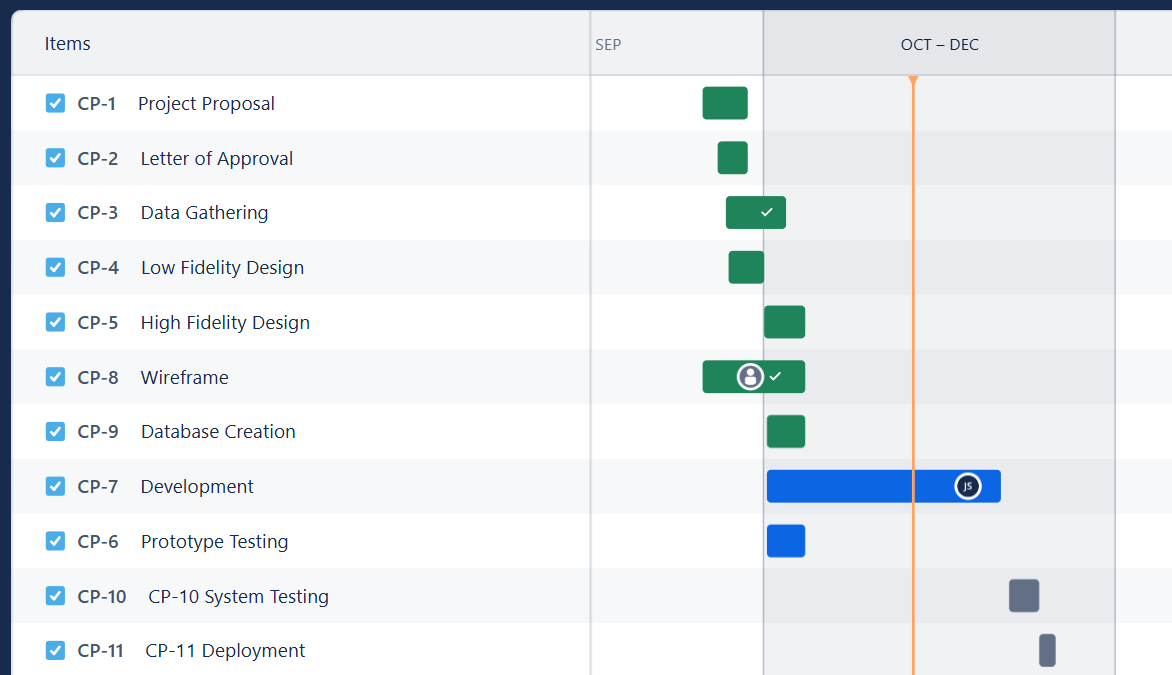 Items SEP OCT – DEC
CP-1 Project Proposal
CP-2 Letter of Approval
CP-3 Data Gathering
CP-4 Low Fidelity Design
CP-5 High Fidelity Design
CP-8 Wireframe
CP-9 Database Creation
CP-7 Development JS
CP-6 Prototype Testing
CP-10 CP-10 System Testing
CP-11 CP-11 Deployment